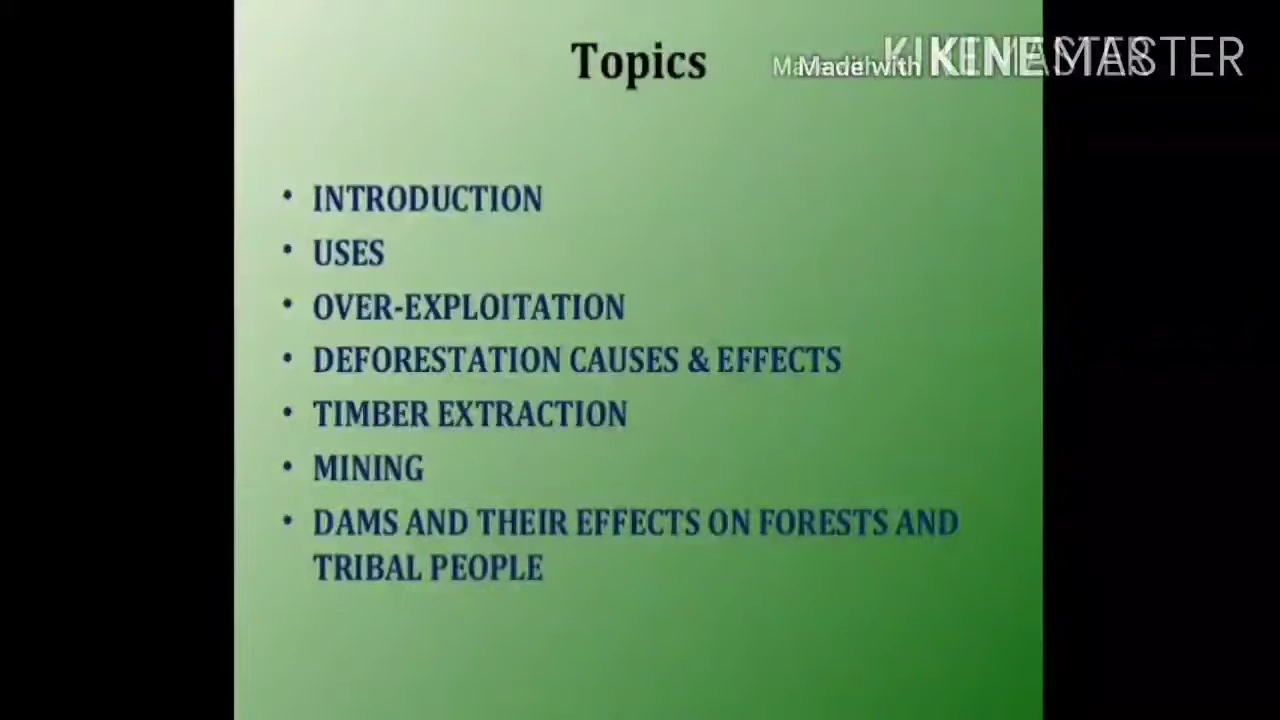 Topics
Made with KINEMASTER
• INTRODUCTION
• USES
• OVER-EXPLOITATION
• DEFORESTATION CAUSES & EFFECTS
• TIMBER EXTRACTION
• MINING
• DAMS AND THEIR EFFECTS ON FORESTS AND
TRIBAL PEOPLE